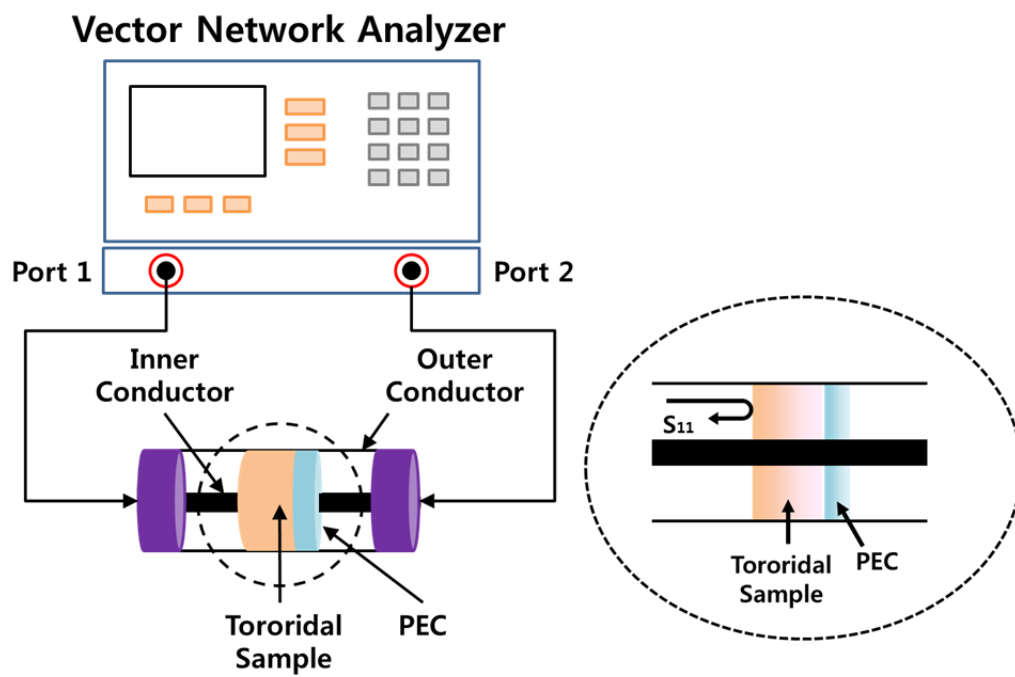 Vector Network Analyzer
Port 1
Port 2
Inner
Conductor
Outer
Conductor
Tororidal
Sample
PEC
S11
Tororidal
Sample
PEC